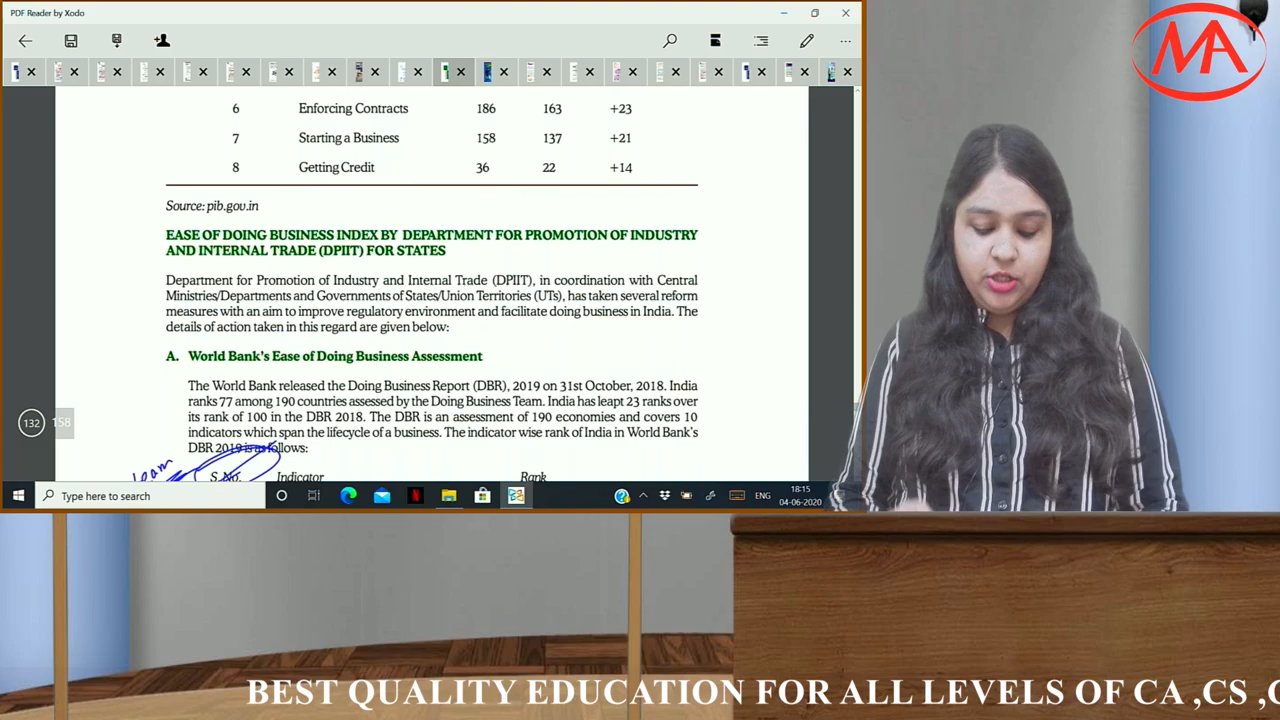 PDF Reader by Xodo
MA
6 Enforcing Contracts 186 163 +23
7 Starting a Business 158 137 +21
8 Getting Credit 36 22 +14
Source: pib.gov.in
EASE OF DOING BUSINESS INDEX BY DEPARTMENT FOR PROMOTION OF INDUSTRY
AND INTERNAL TRADE (DPIIT) FOR STATES
Department for Promotion of Industry and Internal Trade (DPIIT), in coordination with Central
Ministries/Departments and Governments of States/Union Territories (UTs), has taken several reform
measures with an aim to improve regulatory environment and facilitate doing business in India. The
details of action taken in this regard are given below:
A. World Bank's Ease of Doing Business Assessment
The World Bank released the Doing Business Report (DBR), 2019 on 31st October, 2018. India
ranks 77 among 190 countries assessed by the Doing Business Team. India has leapt 23 ranks over
its rank of 100 in the DBR 2018. The DBR is an assessment of 190 economies and covers 10
indicators which span the lifecycle of a business. The indicator wise rank of India in World Bank's
DBR 2019 is as follows:
132 158
S.No. Indicator Rank
Type here to search
ENG
18:15
04-06-2020
BEST QUALITY EDUCATION FOR ALL LEVELS OF CA ,CS ,C